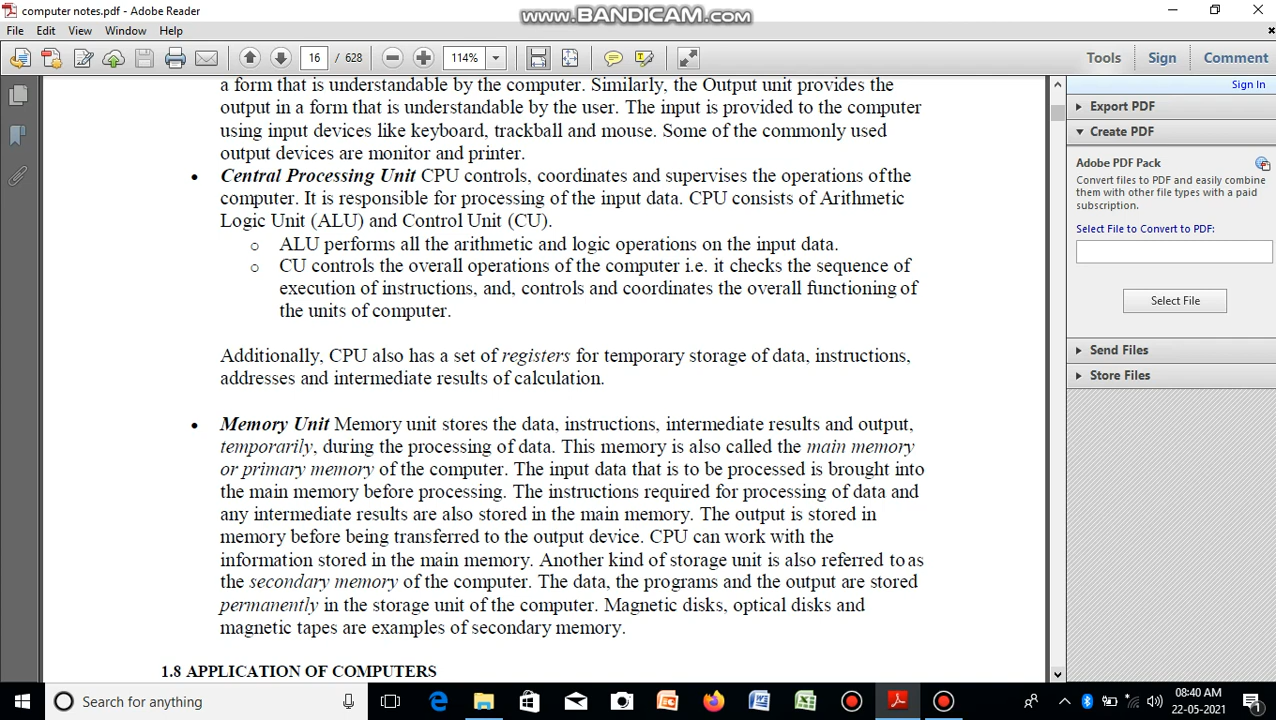 computer notes.pdf - Adobe Reader
www.BANDICAM.com
File Edit View Window Help
16 / 628 114% Tools Sign Comment
a form that is understandable by the computer. Similarly, the Output unit provides the
output in a form that is understandable by the user. The input is provided to the computer
using input devices like keyboard, trackball and mouse. Some of the commonly used
output devices are monitor and printer.
• Central Processing Unit CPU controls, coordinates and supervises the operations ofthe
computer. It is responsible for processing of the input data. CPU consists of Arithmetic
Logic Unit (ALU) and Control Unit (CU).
o ALU performs all the arithmetic and logic operations on the input data.
o CU controls the overall operations of the computer i.e. it checks the sequence of
execution of instructions, and, controls and coordinates the overall functioning of
the units of computer.
Additionally, CPU also has a set of registers for temporary storage of data, instructions,
addresses and intermediate results of calculation.
• Memory Unit Memory unit stores the data, instructions, intermediate results and output,
temporarily, during the processing of data. This memory is also called the main memory
or primary memory of the computer. The input data that is to be processed is brought into
the main memory before processing. The instructions required for processing of data and
any intermediate results are also stored in the main memory. The output is stored in
memory before being transferred to the output device. CPU can work with the
information stored in the main memory. Another kind of storage unit is also referred to as
the secondary memory of the computer. The data, the programs and the output are stored
permanently in the storage unit of the computer. Magnetic disks, optical disks and
magnetic tapes are examples of secondary memory.
1.8 APPLICATION OF COMPUTERS
Sign In
Export PDF
Create PDF
Adobe PDF Pack
Convert files to PDF and easily combine
them with other file types with a paid
subscription.
Select File to Convert to PDF:
Select File
Send Files
Store Files
Search for anything
08:40 AM
22-05-2021